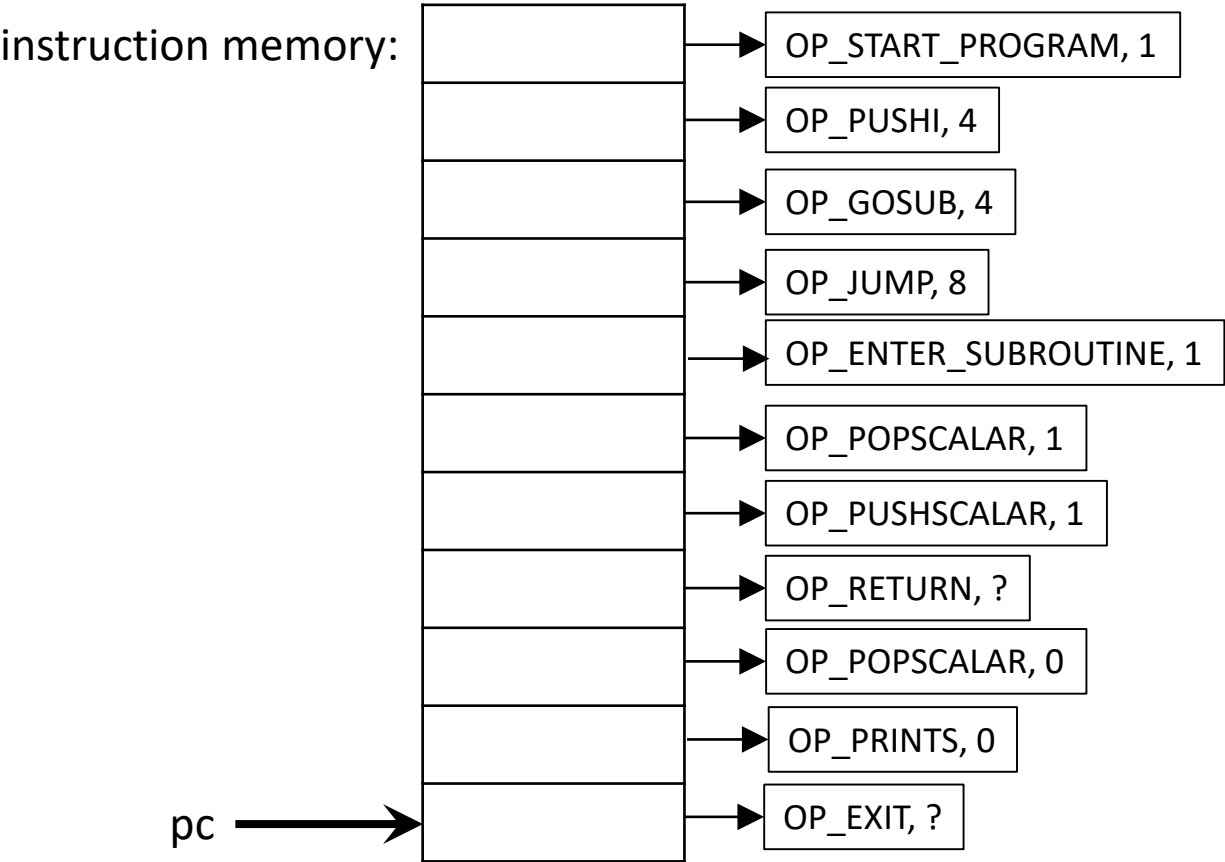 instruction memory:
OP_START_PROGRAM, 1
OP_PUSHI, 4
OP_GOSUB, 4
OP_JUMP, 8
OP_ENTER_SUBROUTINE, 1
OP_POPSCALAR, 1
OP_PUSHSCALAR, 1
OP_RETURN, ?
OP_POPSCALAR, 0
OP_PRINTS, 0
pc
OP_EXIT, ?